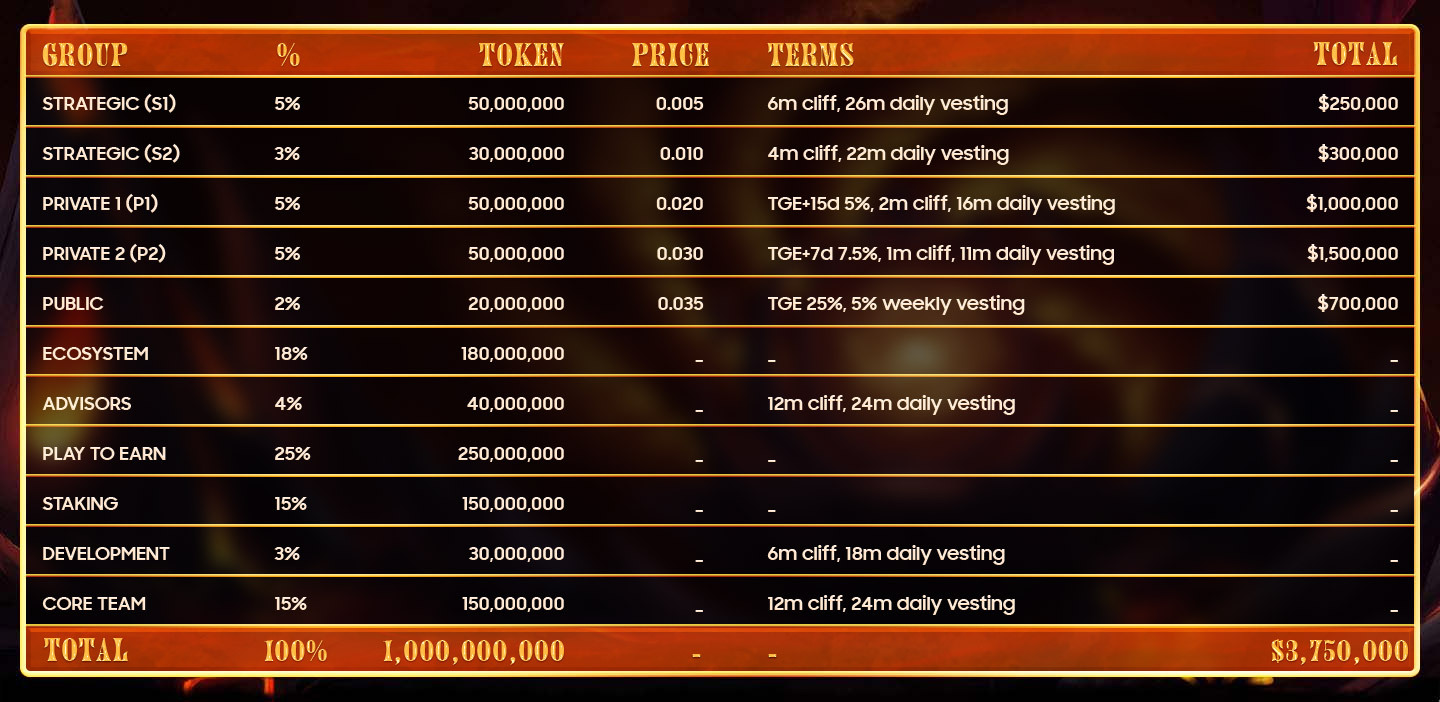 GROUP % TOKEN PRICE TERMS TOTAL
STRATEGIC (S1) 5% 50,000,000 0.005 6m cliff, 26m daily vesting $250,000
STRATEGIC (S2) 3% 30,000,000 0.010 4m cliff, 22m daily vesting $300,000
PRIVATE 1 (P1) 5% 50,000,000 0.020 TGE+15d 5%, 2m cliff, 16m daily vesting $1,000,000
PRIVATE 2 (P2) 5% 50,000,000 0.030 TGE+7d 7.5%, 1m cliff, 11m daily vesting $1,500,000
PUBLIC 2% 20,000,000 0.035 TGE 25%, 5% weekly vesting $700,000
ECOSYSTEM 18% 180,000,000 _ _ _
ADVISORS 4% 40,000,000 _ 12m cliff, 24m daily vesting _
PLAY TO EARN 25% 250,000,000 _ _ _
STAKING 15% 150,000,000 _ _ _
DEVELOPMENT 3% 30,000,000 _ 6m cliff, 18m daily vesting _
CORE TEAM 15% 150,000,000 _ 12m cliff, 24m daily vesting _
TOTAL 100% 1,000,000,000 - - $3,750,000